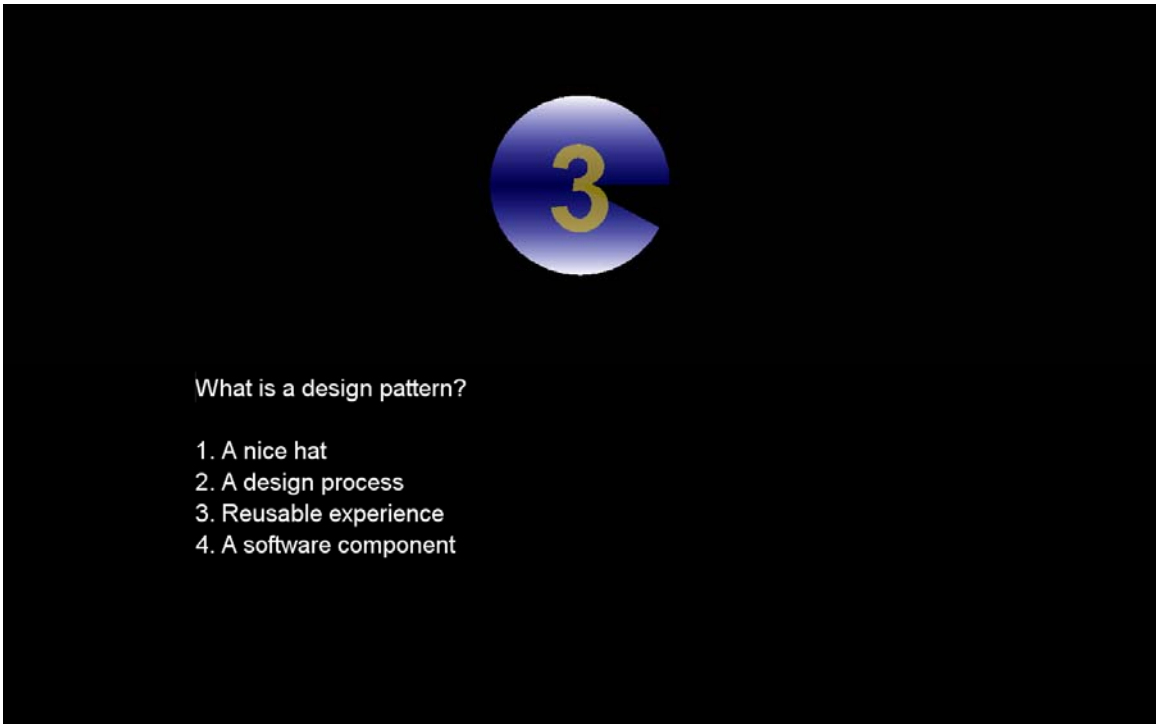 3
What is a design pattern?
1. A nice hat
2. A design process
3. Reusable experience
4. A software component